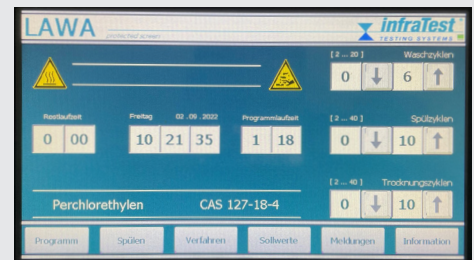 LAWA
protected screen
infraTest
TESTING SYSTEMS
[ 2 ... 20 ] Waschzyklen
0 6
Restlaufzeit Freitag 02 . 09 . 2022 Programmlaufzeit
0 00 10 21 35 1 18
[ 2 ... 40 ] Spülzyklen
0 10
[ 2 ... 40 ] Trocknungszyklen
0 10
Perchlorethylen CAS 127-18-4
Programm Spülen Verfahren Sollwerte Meldungen Information